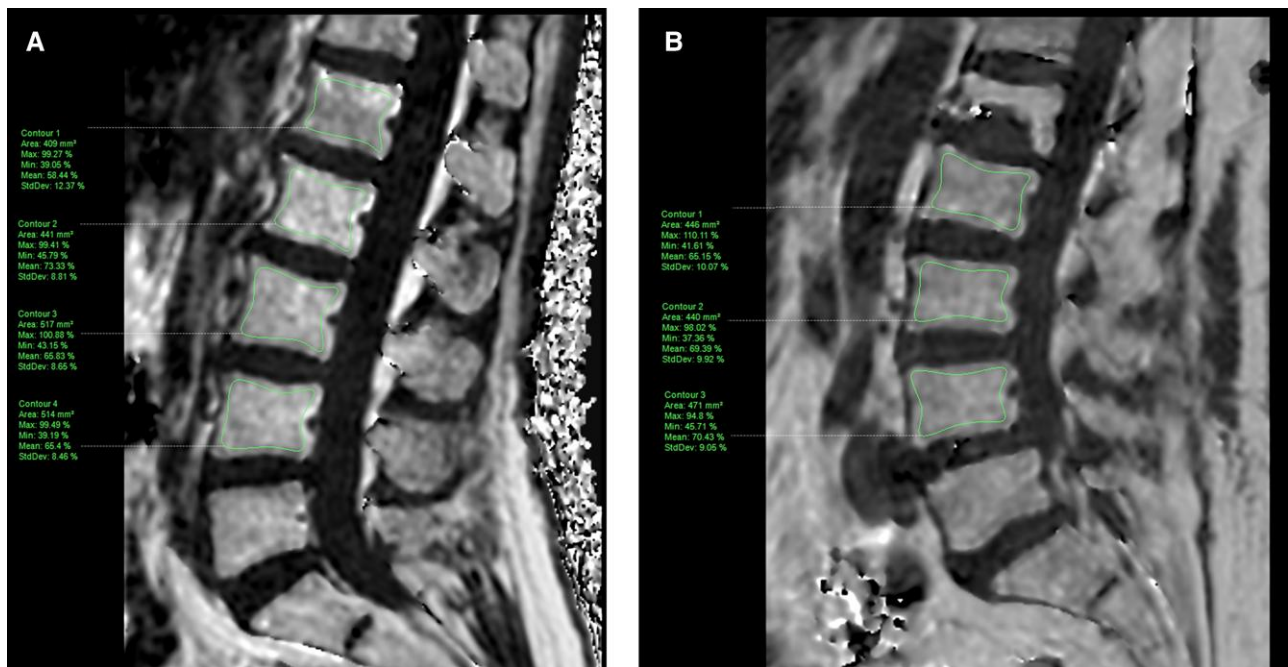 A
Contour 1
Area: 409 mm²
Max: 99.27 %
Min: 39.05 %
Mean: 58.44 %
StdDev: 12.37 %
Contour 2
Area: 441 mm²
Max: 99.41 %
Min: 45.79 %
Mean: 73.33 %
StdDev: 8.81 %
Contour 3
Area: 517 mm²
Max: 100.88 %
Min: 43.15 %
Mean: 65.83 %
StdDev: 8.65 %
Contour 4
Area: 514 mm²
Max: 99.49 %
Min: 39.19 %
Mean: 65.4 %
StdDev: 8.46 %
B
Contour 1
Area: 446 mm²
Max: 110.11 %
Min: 41.61 %
Mean: 65.15 %
StdDev: 10.07 %
Contour 2
Area: 440 mm²
Max: 98.02 %
Min: 37.36 %
Mean: 69.39 %
StdDev: 9.92 %
Contour 3
Area: 471 mm²
Max: 94.8 %
Min: 45.71 %
Mean: 70.43 %
StdDev: 9.05 %